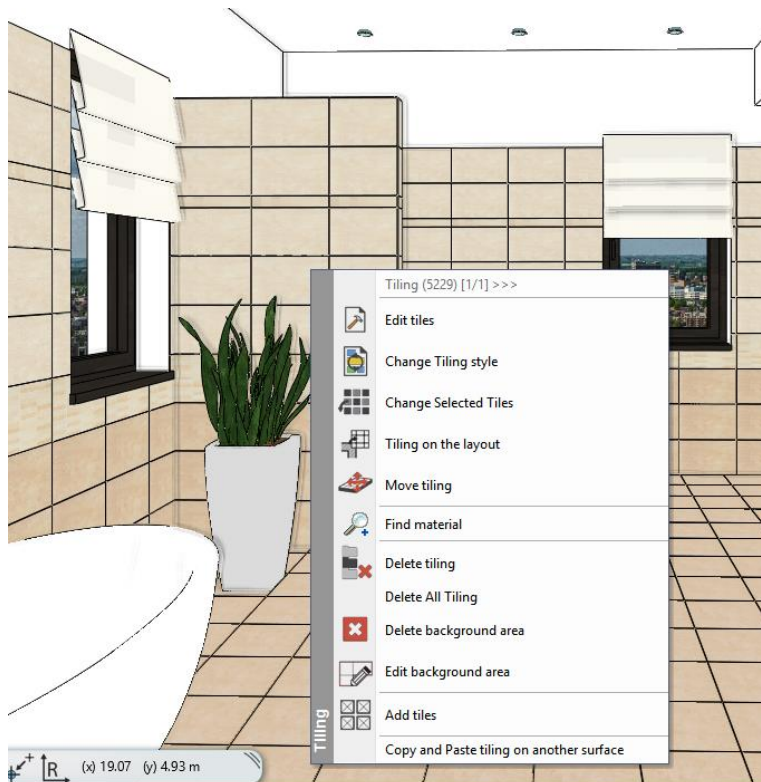 Tiling (5229) [1/1] >>>
Edit tiles
Change Tiling style
Change Selected Tiles
Tiling on the layout
Move tiling
Find material
Delete tiling
Delete All Tiling
Delete background area
Edit background area
Add tiles
Copy and Paste tiling on another surface
Tiling
R (x) 19.07 (y) 4.93 m